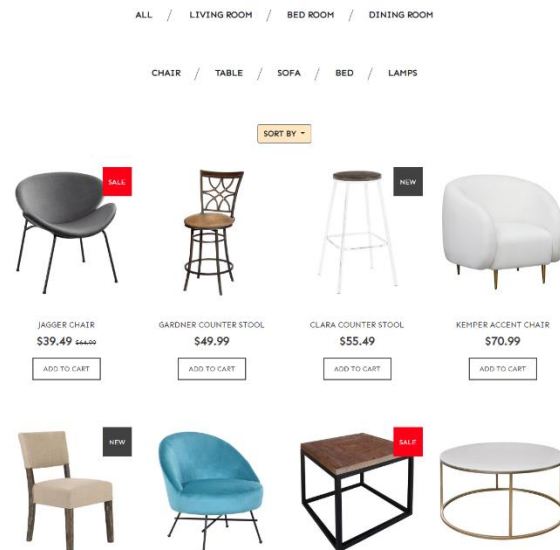 ALL / LIVING ROOM / BED ROOM / DINING ROOM
CHAIR / TABLE / SOFA / BED / LAMPS
SORT BY
SALE
NEW
JAGGER CHAIR
GARDNER COUNTER STOOL
CLARA COUNTER STOOL
KEMPER ACCENT CHAIR
$39.49
$49.99
$55.49
$70.99
ADD TO CART
ADD TO CART
ADD TO CART
ADD TO CART
NEW
SALE